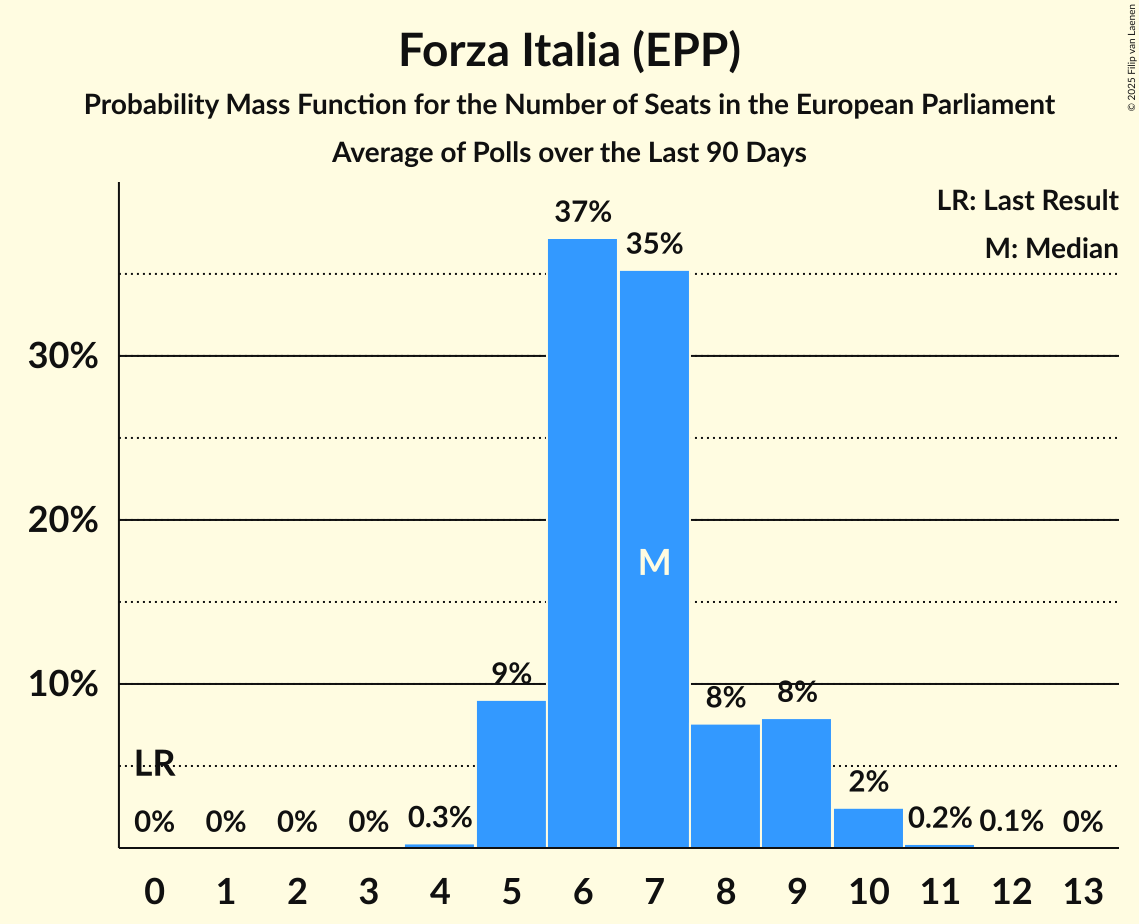 Forza Italia (EPP)
Probability Mass Function for the Number of Seats in the European Parliament
Average of Polls over the Last 90 Days
© 2025 Filip van Laenen
LR: Last Result
M: Median
37%
35%
30%
20%
M
10%
9%
8%
8%
LR
2%
0%
0%
0%
0%
0.3%
0.2%
0.1%
0%
0 1 2 3 4 5 6 7 8 9 10 11 12 13